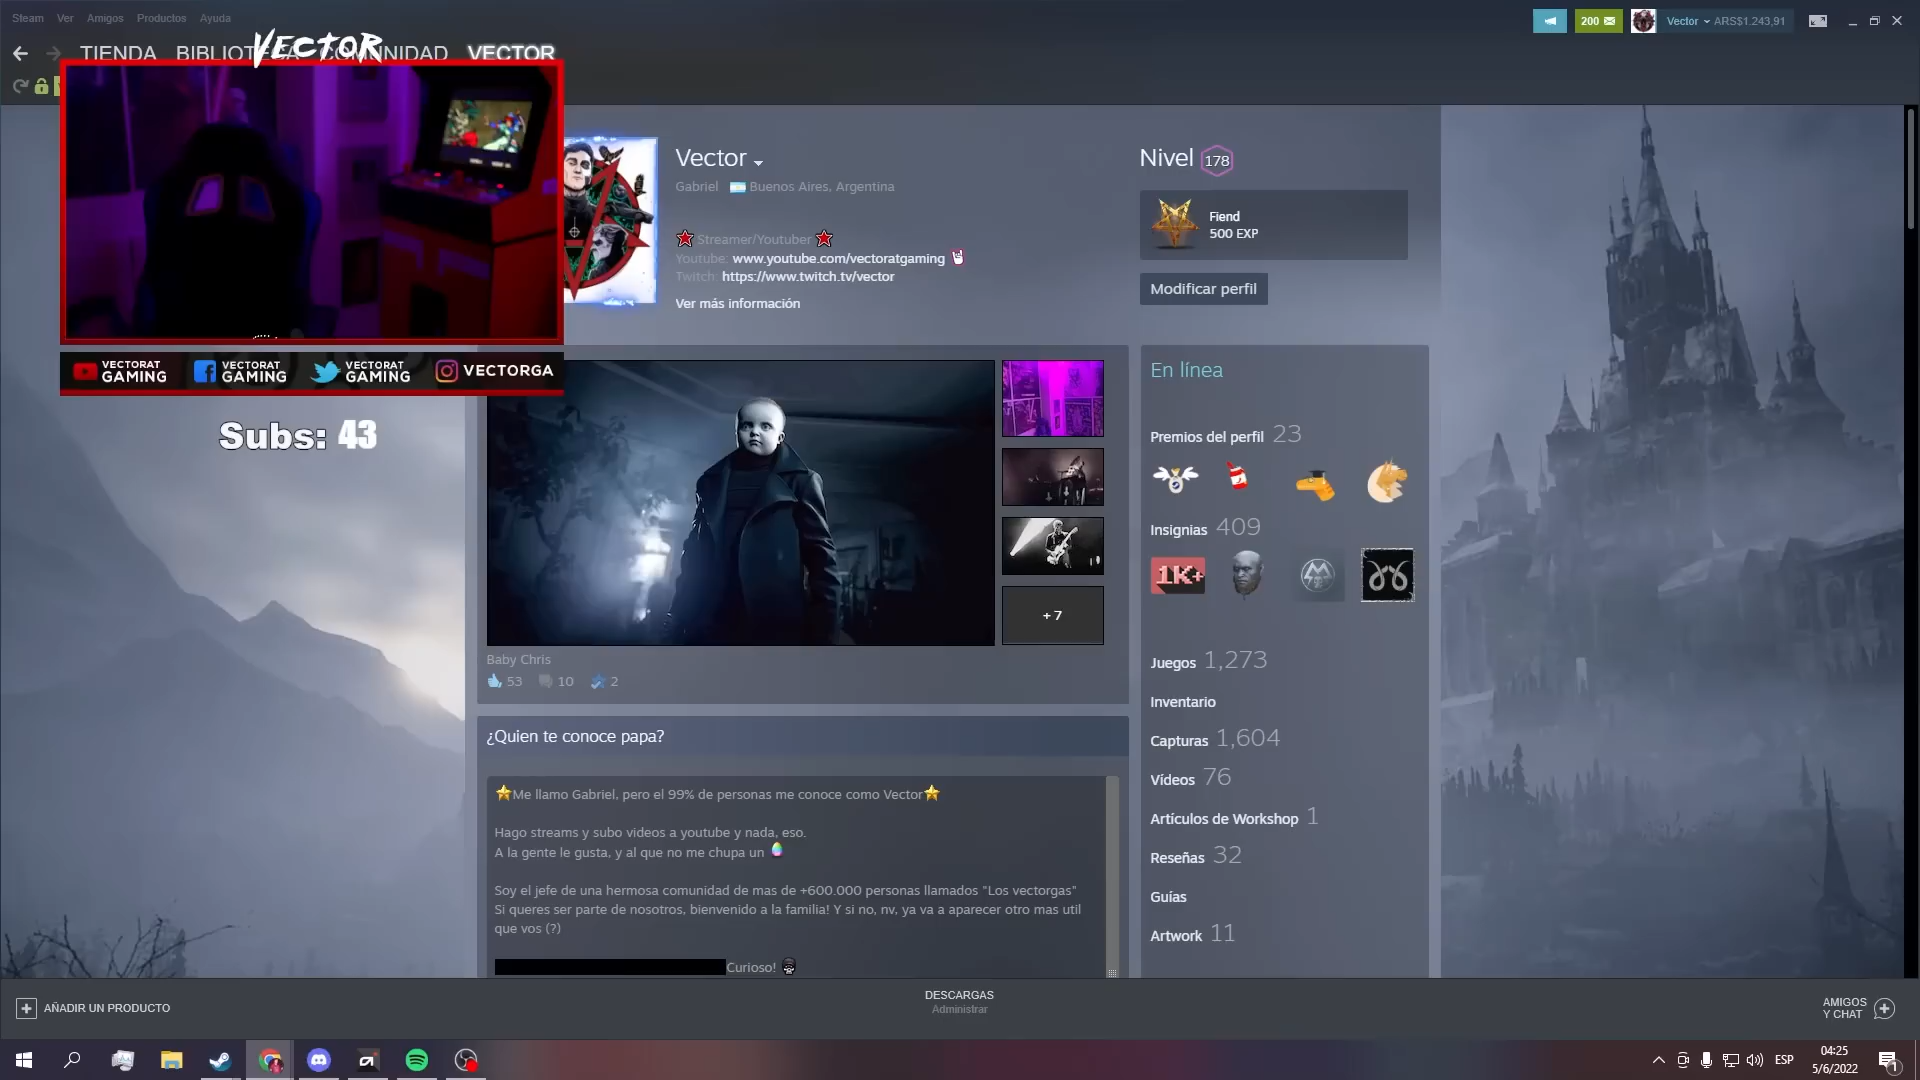 Steam Ver Amigos Productos Ayuda
200
Vector ARS$1.243,91
TIENDA BIBLIOTECA COMUNIDAD VECTOR
VECTOR
VECTORAT GAMING
VECTORAT GAMING
VECTORAT GAMING
VECTORGA
Subs: 43
Vector
Gabriel Buenos Aires, Argentina
Streamer/Youtuber
Youtube: www.youtube.com/vectoratgaming
Twitch: https://www.twitch.tv/vector
Ver más información
Nivel 178
Fiend
500 EXP
Modificar perfil
+ 7
Baby Chris
53 10 2
¿Quien te conoce papa?
Me llamo Gabriel, pero el 99% de personas me conoce como Vector
Hago streams y subo videos a youtube y nada, eso.
A la gente le gusta, y al que no me chupa un
Soy el jefe de una hermosa comunidad de mas de +600.000 personas llamados "Los vectorgas"
Si queres ser parte de nosotros, bienvenido a la familia! Y si no, nv, ya va a aparecer otro mas util
que vos (?)
Curioso!
En línea
Premios del perfil 23
Insignias 409
1K+
Juegos 1,273
Inventario
Capturas 1,604
Vídeos 76
Artículos de Workshop 1
Reseñas 32
Guías
Artwork 11
AÑADIR UN PRODUCTO
DESCARGAS
Administrar
AMIGOS
Y CHAT
ESP
04:25
5/6/2022
1